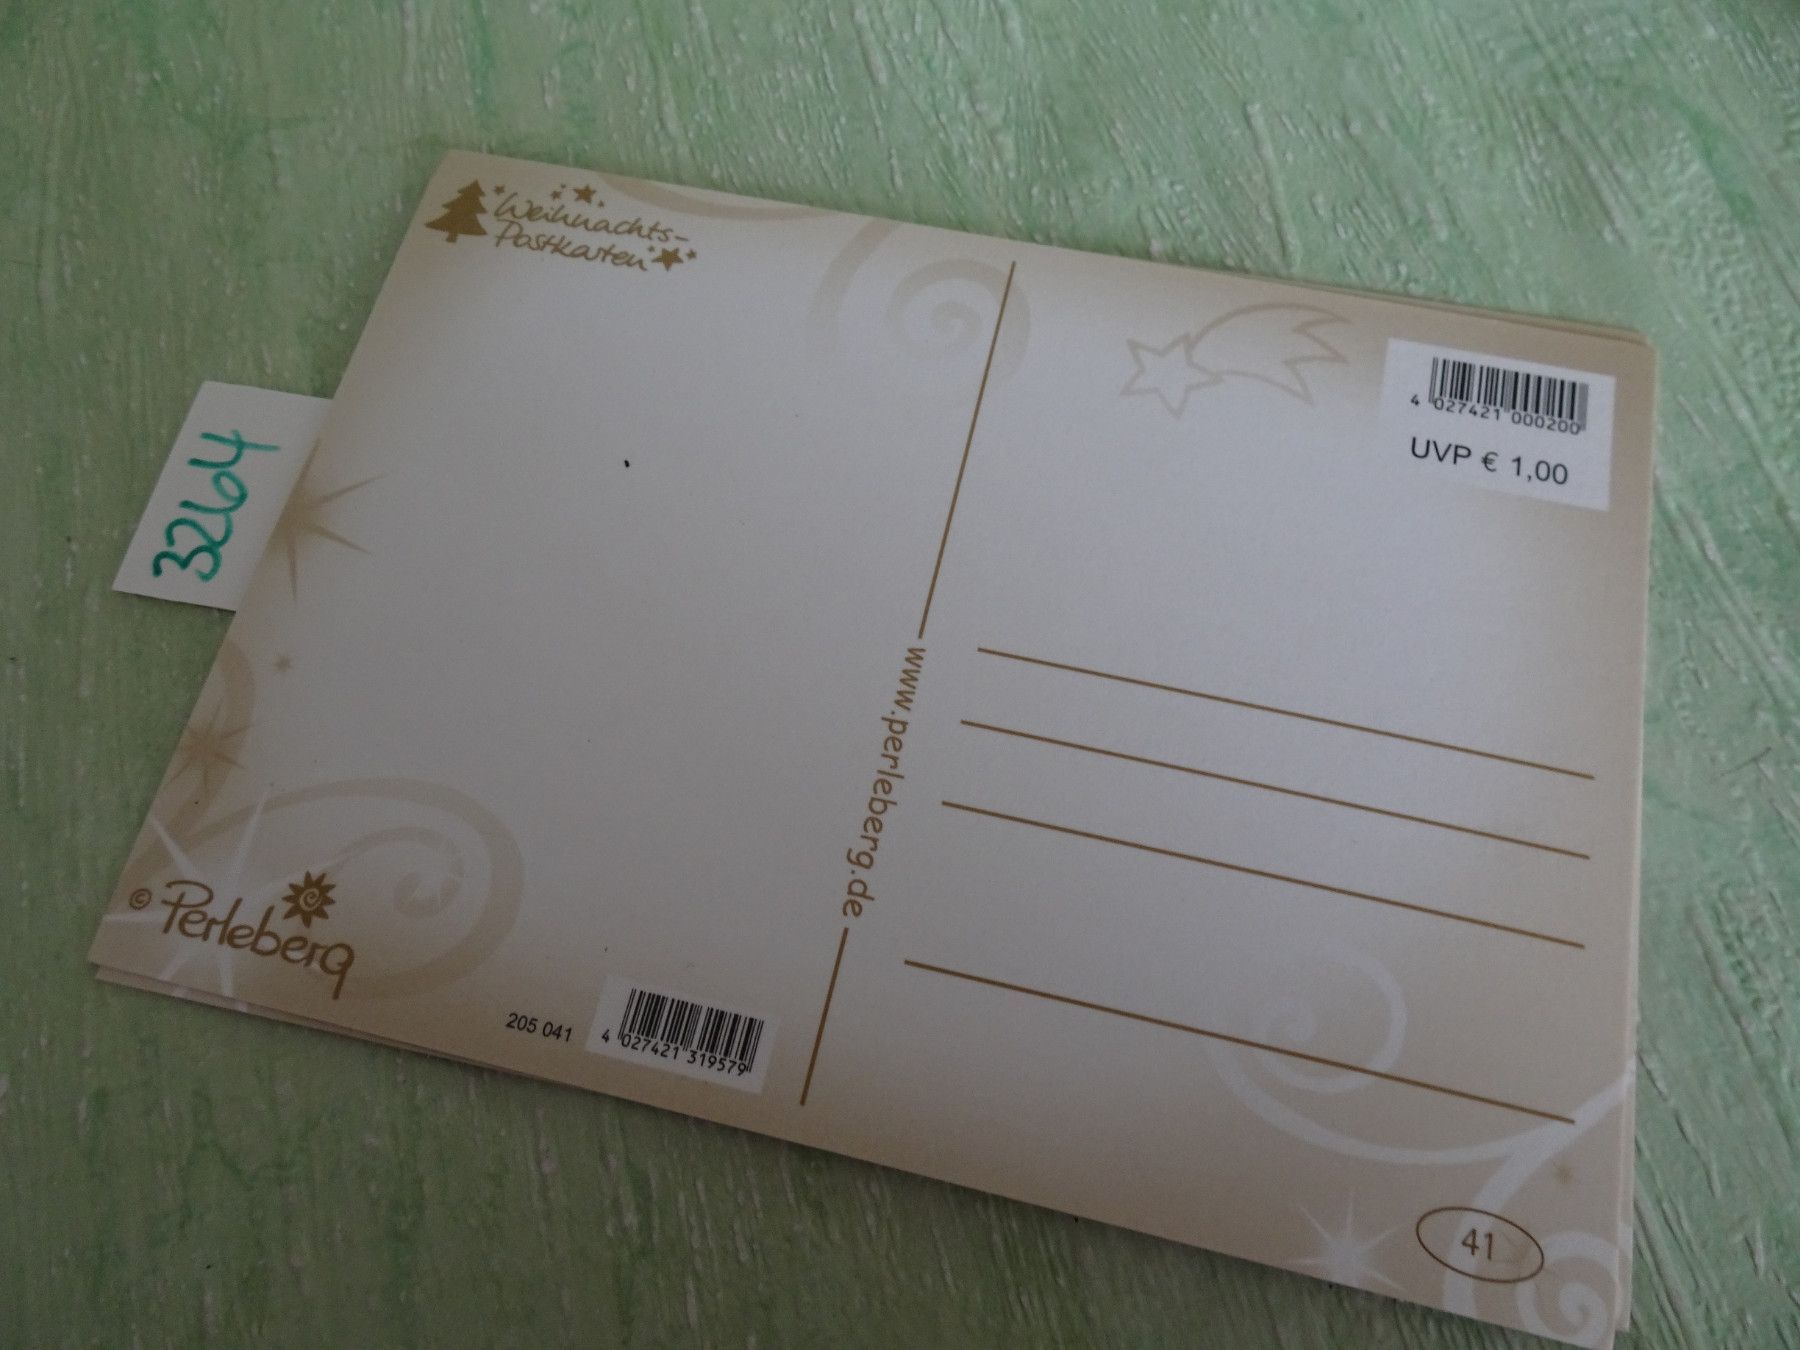 Weihnachts-
Postkarten
4 027421 000200
UVP € 1,00
3264
www.perleberg.de
© Perleberg
205 041
4 027421 319579
41